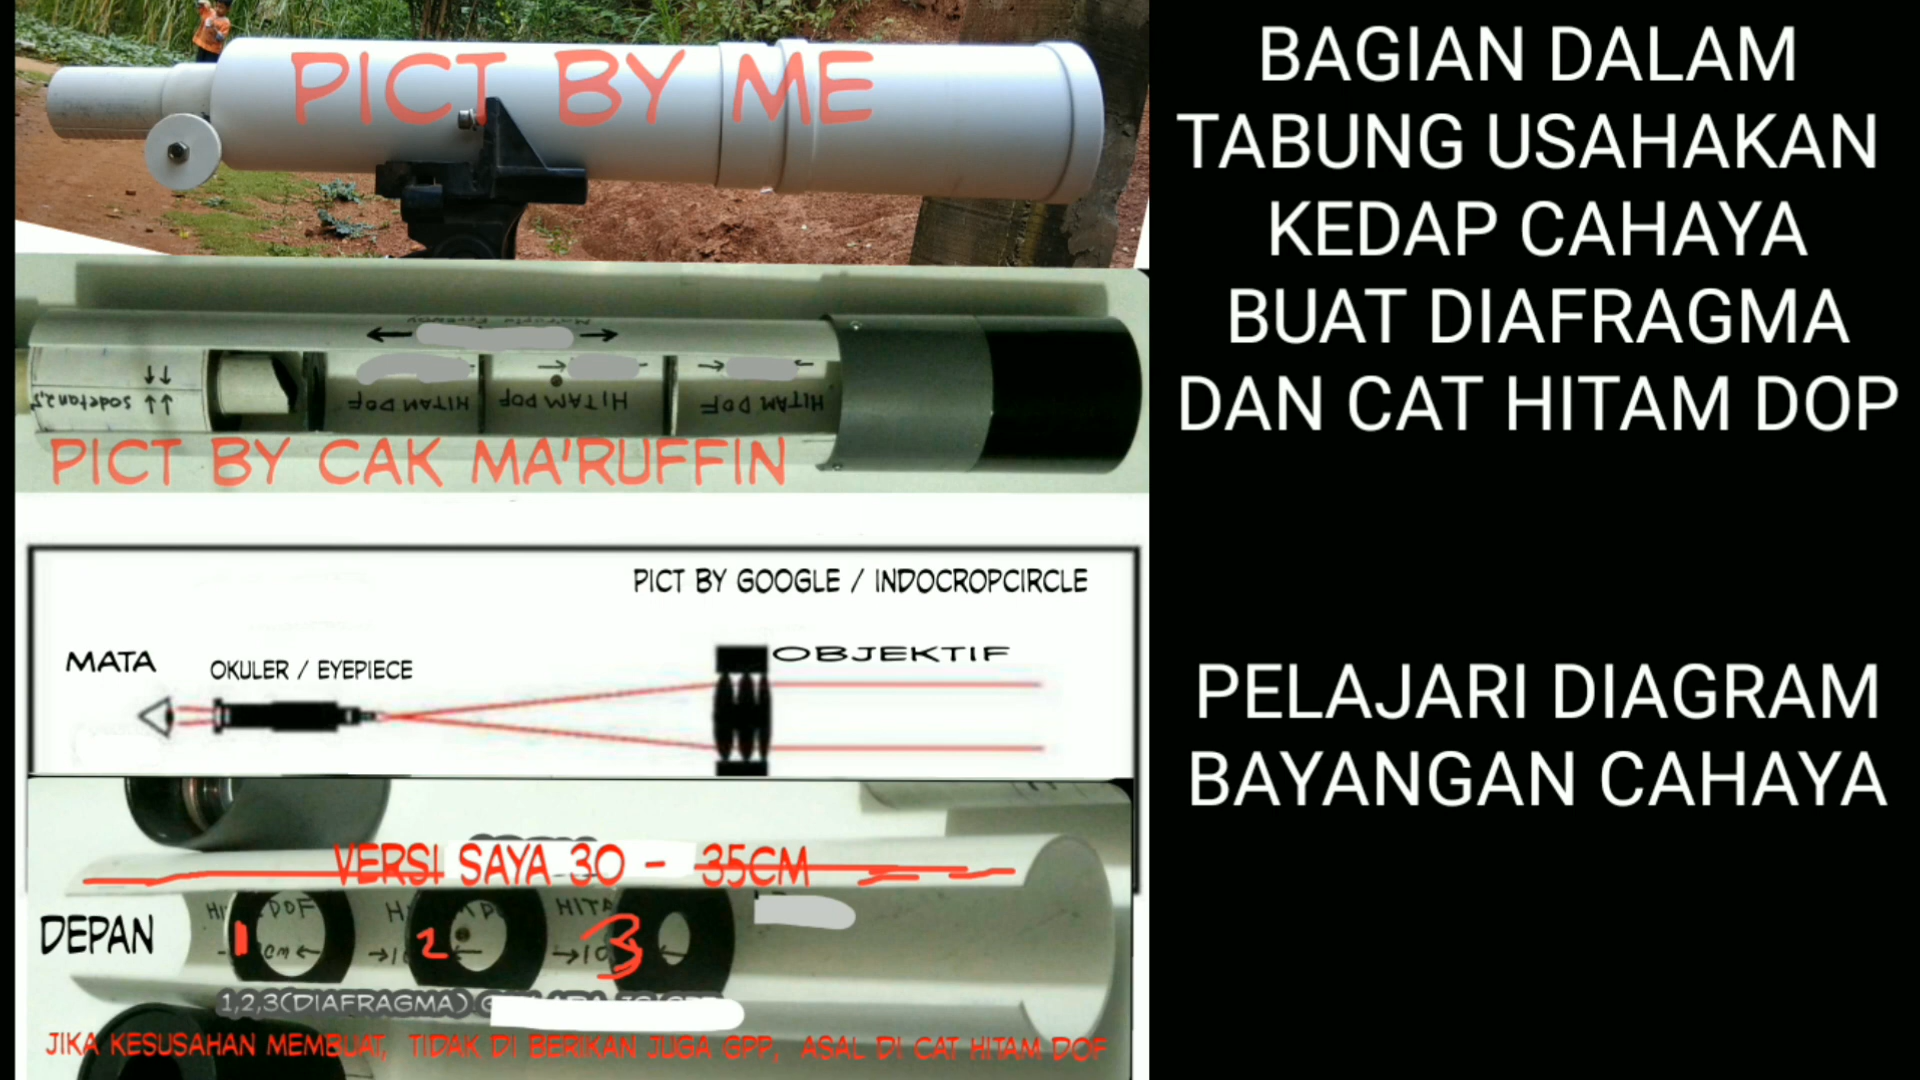 PICT BY ME
BAGIAN DALAM
TABUNG USAHAKAN
KEDAP CAHAYA
BUAT DIAFRAGMA
DAN CAT HITAM DOP
sodetan2,5
HITAM DOF
HITAM DOF
HITAM DOF
PICT BY CAK MA'RUFFIN
PICT BY GOOGLE / INDOCROPCIRCLE
MATA
OKULER / EYEPIECE
OBJEKTIF
PELAJARI DIAGRAM
BAYANGAN CAHAYA
VERSI SAYA 30 - 35CM
DEPAN
1 2 3
1,2,3(DIAFRAGMA)
JIKA KESUSAHAN MEMBUAT, TIDAK DI BERIKAN JUGA GPP, ASAL DI CAT HITAM DOF